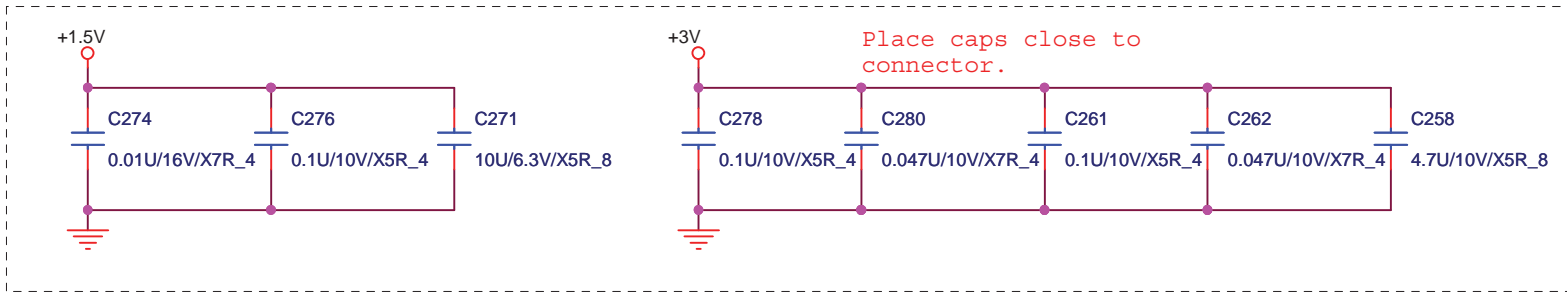 +1.5V
+3V
Place caps close to
connector.
C274
C276
C271
C278
C280
C261
C262
C258
0.01U/16V/X7R_4
0.1U/10V/X5R_4
10U/6.3V/X5R_8
0.1U/10V/X5R_4
0.047U/10V/X7R_4
0.1U/10V/X5R_4
0.047U/10V/X7R_4
4.7U/10V/X5R_8